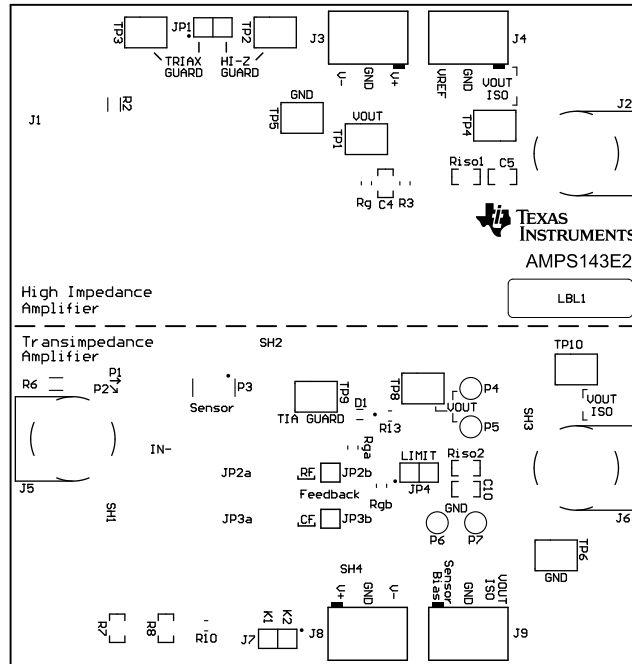 TP3
JP1
TP2
TRIAX
GUARD
HI-Z
GUARD
J3
V-
GND
V+
J4
VREF
GND
VOUT
ISO
J1
R2
GND
TP5
VOUT
TP1
TP4
J2
Riso1
C5
Rg
C4
R3
TEXAS
INSTRUMENTS
AMPS143E2
High Impedance
Amplifier
LBL1
Transimpedance
Amplifier
SH2
R6
P1
P2
P3
Sensor
TP9
TIA GUARD
D1
TP8
R13
VOUT
P4
P5
TP10
VOUT
ISO
SH3
IN-
J5
SH1
Rga
JP2a
RF
JP2b
Feedback
JP3a
CF
JP3b
LIMIT
JP4
Rgb
Riso2
C10
GND
P6
P7
J6
TP6
GND
SH4
V+
GND
V-
Sensor
Bias
GND
VOUT
ISO
R7
R8
R10
K1
K2
J7
J8
J9